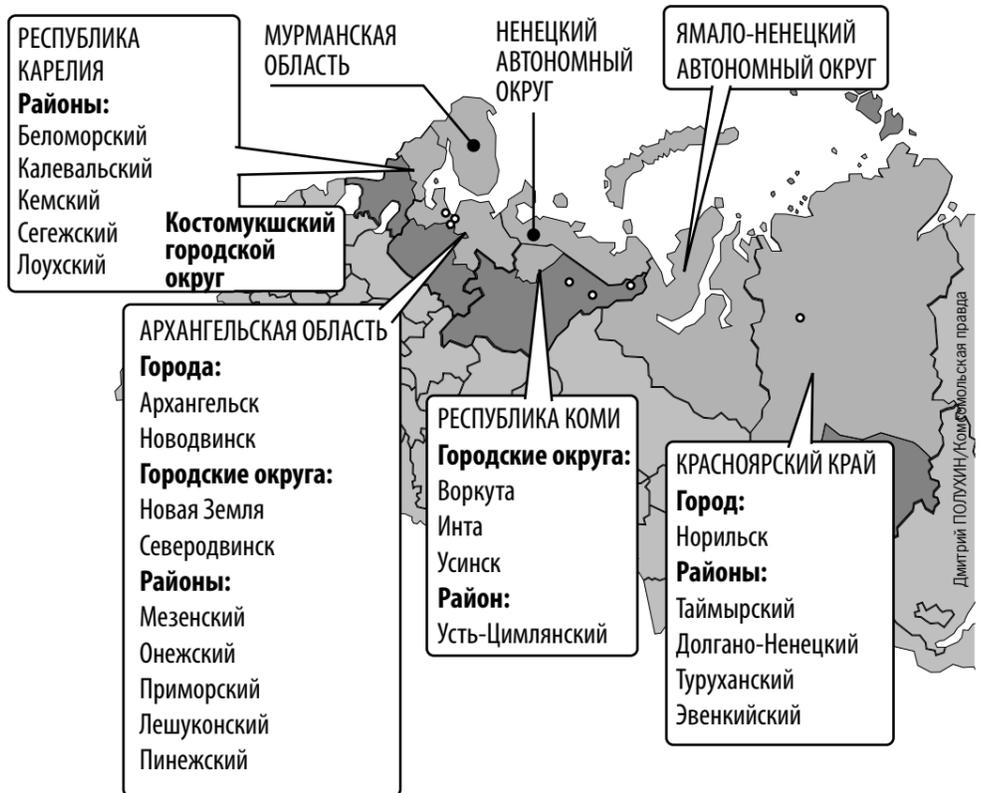 РЕСПУБЛИКА
КАРЕЛИЯ
Районы:
Беломорский
Калевальский
Кемский
Сегежский
Лоухский
Костомукшский
городской
округ
МУРМАНСКАЯ
ОБЛАСТЬ
НЕНЕЦКИЙ
АВТОНОМНЫЙ
ОКРУГ
ЯМАЛО-НЕНЕЦКИЙ
АВТОНОМНЫЙ ОКРУГ
АРХАНГЕЛЬСКАЯ ОБЛАСТЬ
Города:
Архангельск
Новодвинск
Городские округа:
Новая Земля
Северодвинск
Районы:
Мезенский
Онежский
Приморский
Лешуконский
Пинежский
РЕСПУБЛИКА КОМИ
Городские округа:
Воркута
Инта
Усинск
Район:
Усть-Цимлянский
КРАСНОЯРСКИЙ КРАЙ
Город:
Норильск
Районы:
Таймырский
Долгано-Ненецкий
Туруханский
Эвенкийский
Дмитрий ПОЛУХИН/Комсомольская правда